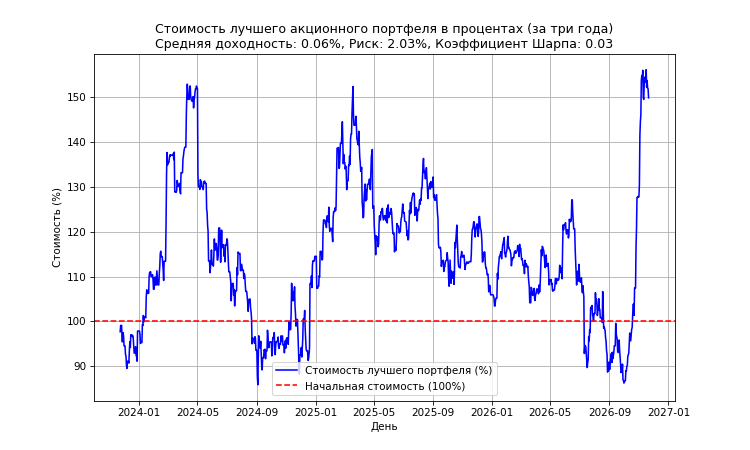 Стоимость лучшего акционного портфеля в процентах (за три года)
Средняя доходность: 0.06%, Риск: 2.03%, Коэффициент Шарпа: 0.03
Стоимость (%)
150
140
130
120
110
100
90
Стоимость лучшего портфеля (%)
Начальная стоимость (100%)
2024-01 2024-05 2024-09 2025-01 2025-05 2025-09 2026-01 2026-05 2026-09 2027-01
День